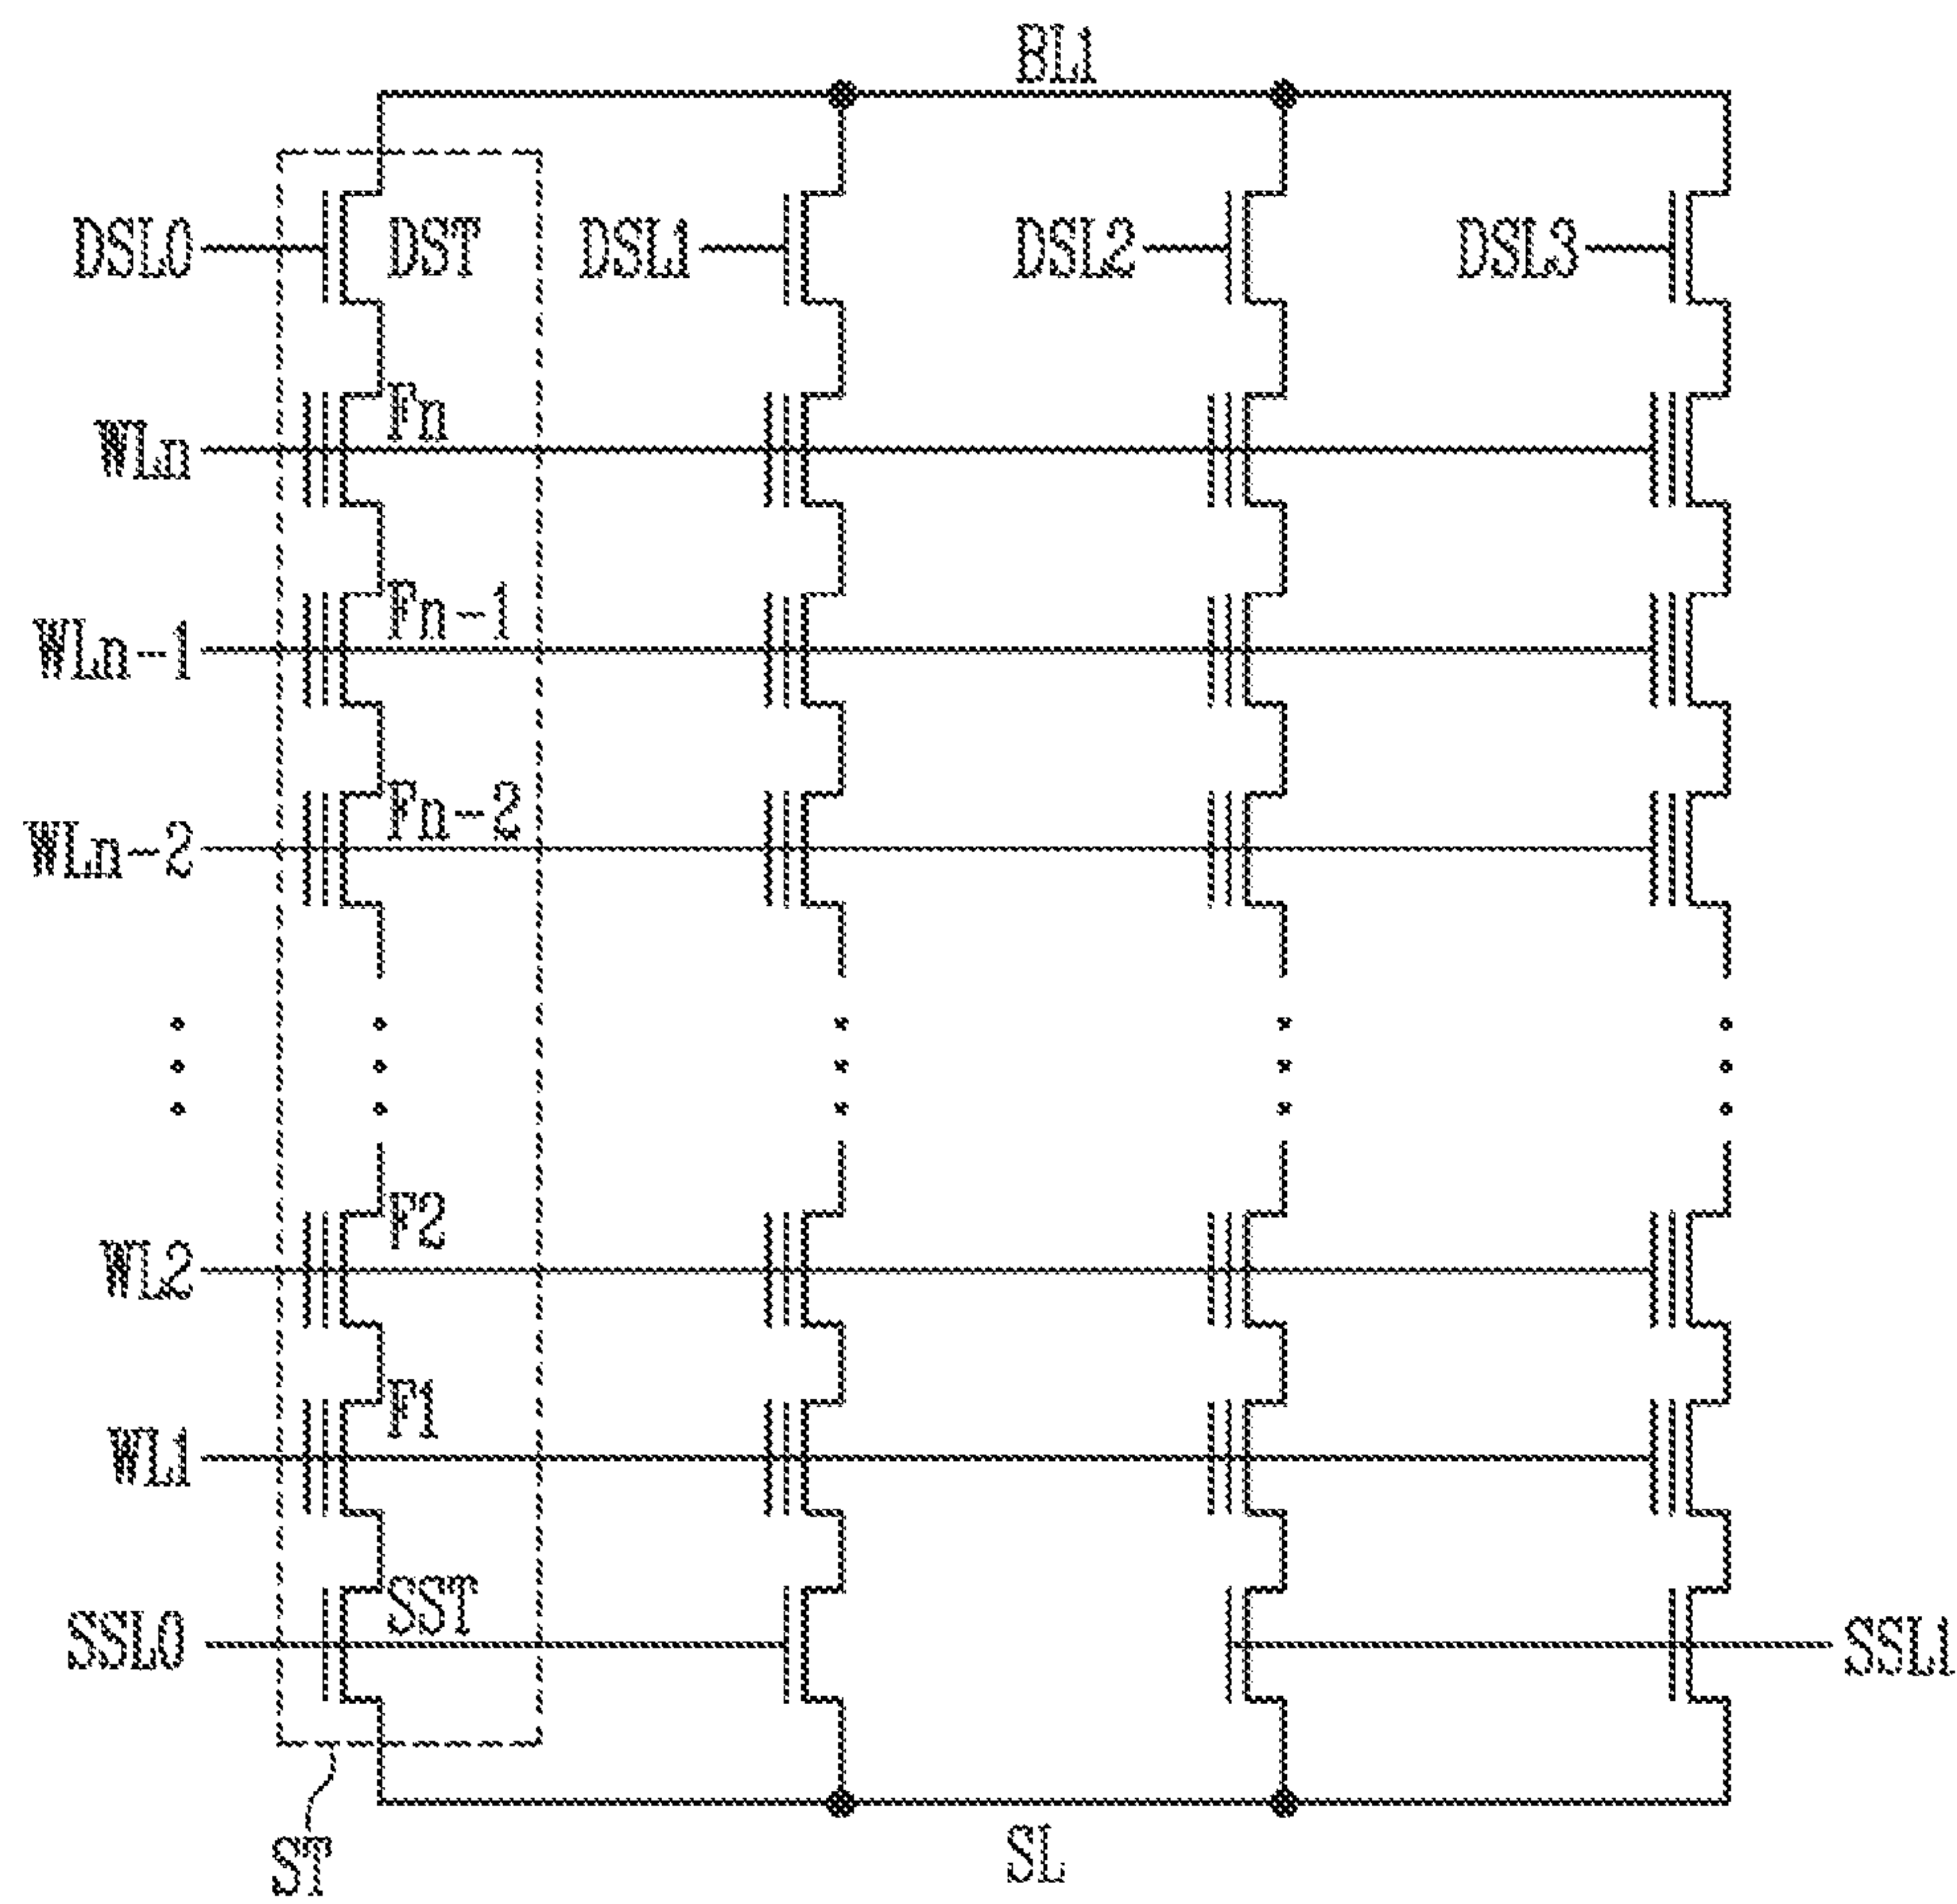 BL1
DSL0 DST DSL1 DSL2 DSL3
Fn
WLn
Fn-1
WLn-1
Fn-2
WLn-2
F2
WL2
F1
WL1
SST
SSL0 SSL1
ST SL